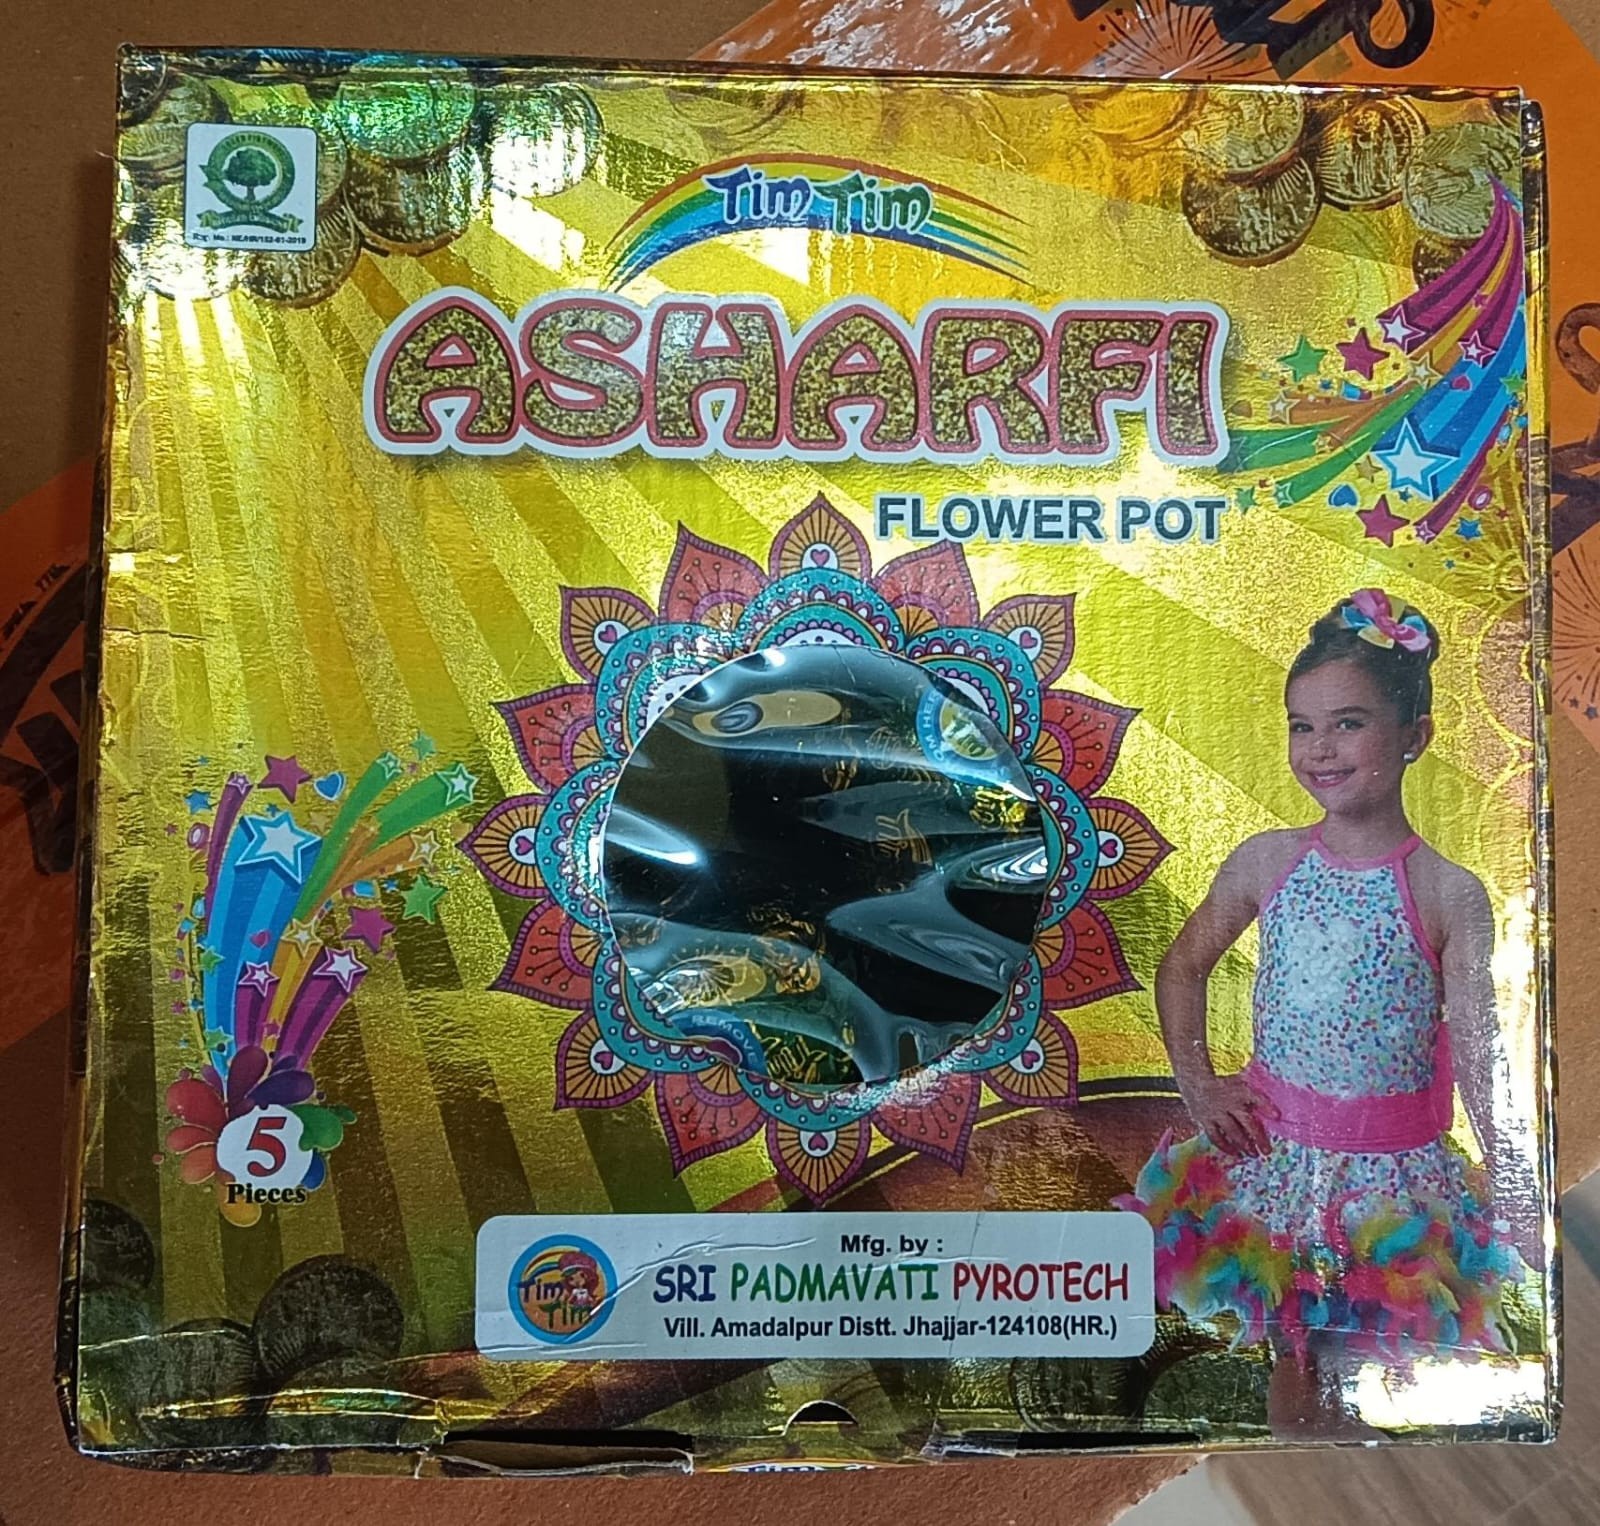 Tim Tim
ASHARFI
FLOWER POT
REMOVE
5
Pieces
Tim
Tim
Mfg. by :
SRI PADMAVATI PYROTECH
Vill. Amadalpur Distt. Jhajjar-124108(HR.)